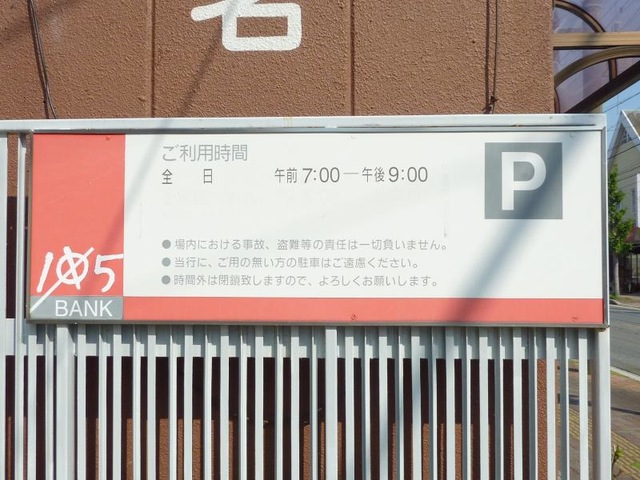 名
ご利用時間
全 日 午前 7:00 ― 午後 9:00
P
● 場内における事故、盗難等の責任は一切負いません。
● 当行に、ご用の無い方の駐車はご遠慮ください。
● 時間外は閉鎖致しますので、よろしくお願いします。
105
BANK